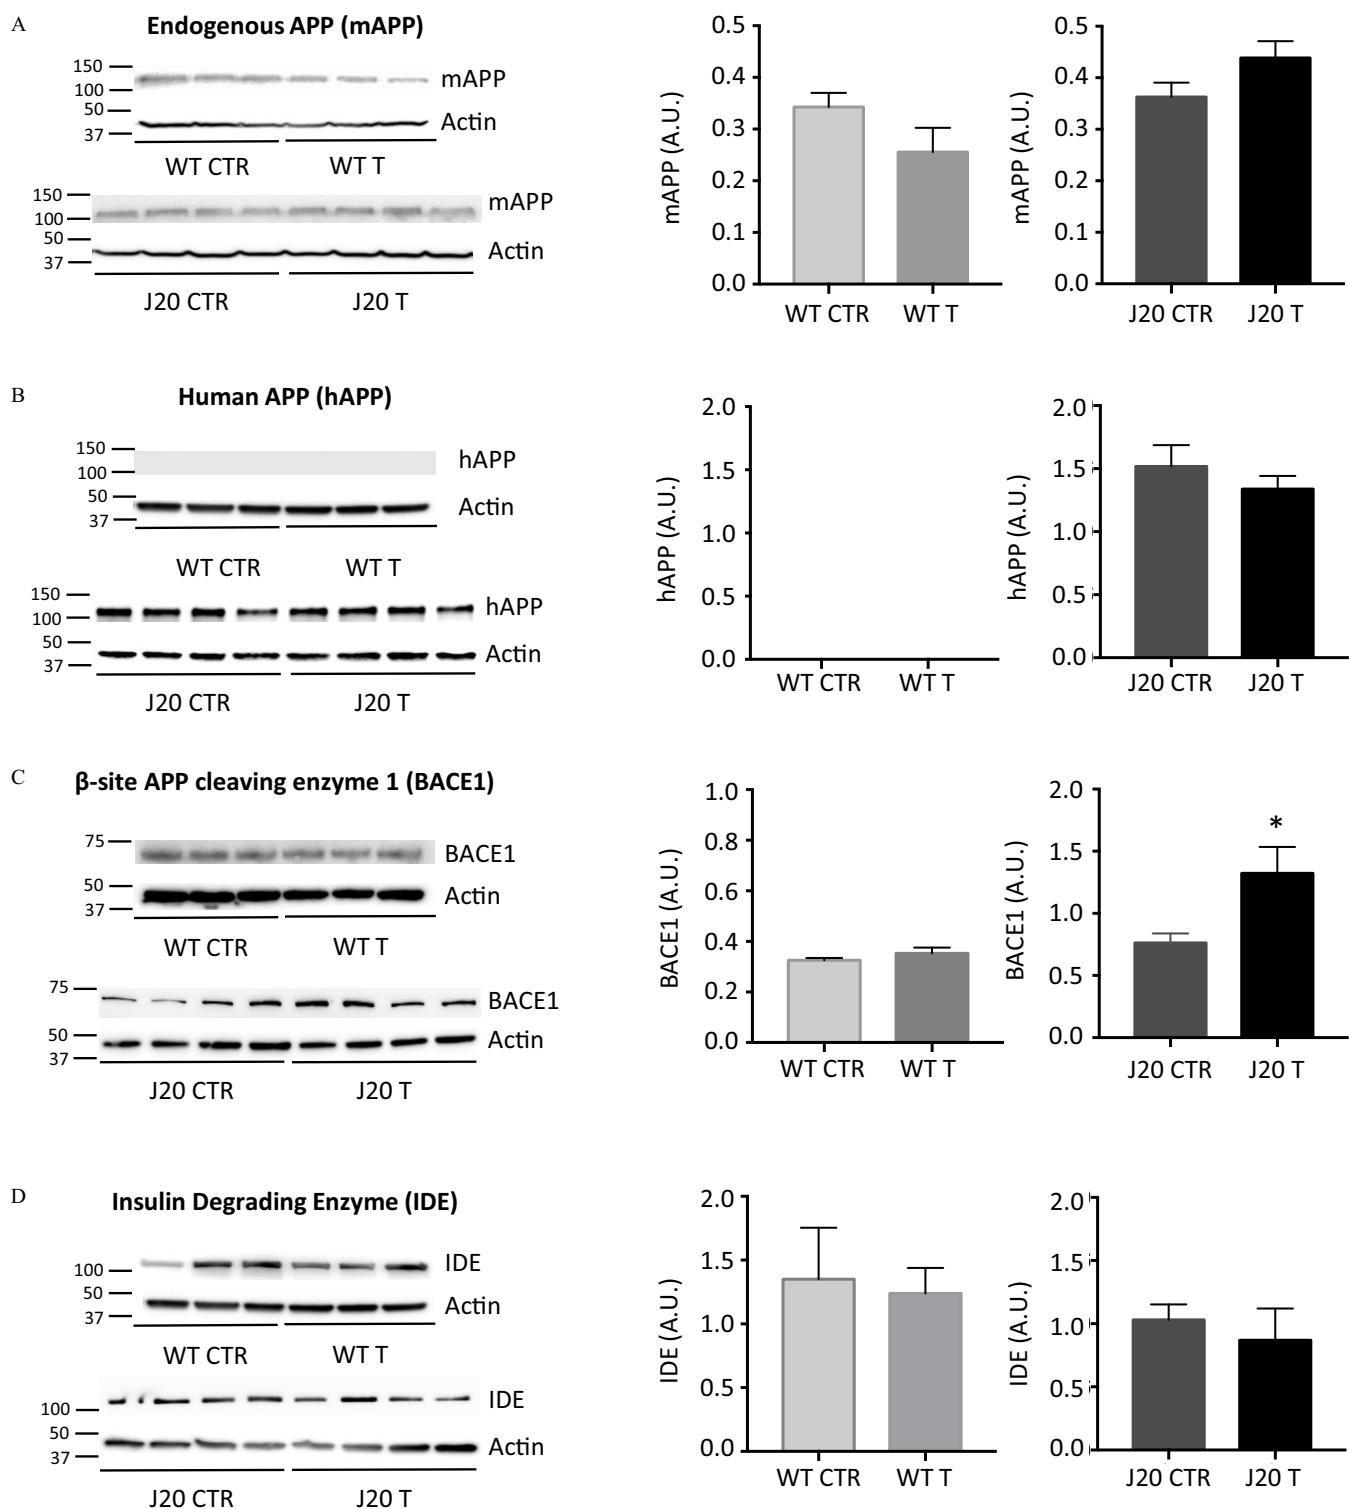 A
Endogenous APP (mAPP)
150
100
50
37
mAPP
Actin
WT CTR
WT T
150
100
50
37
mAPP
Actin
J20 CTR
J20 T
mAPP (A.U.)
0.5
0.4
0.3
0.2
0.1
0.0
WT CTR
WT T
mAPP (A.U.)
0.5
0.4
0.3
0.2
0.1
0.0
J20 CTR
J20 T
B
Human APP (hAPP)
150
100
50
37
hAPP
Actin
WT CTR
WT T
150
100
50
37
hAPP
Actin
J20 CTR
J20 T
hAPP (A.U.)
2.0
1.5
1.0
0.5
0.0
WT CTR
WT T
hAPP (A.U.)
2.0
1.5
1.0
0.5
0.0
J20 CTR
J20 T
C
β-site APP cleaving enzyme 1 (BACE1)
75
50
37
BACE1
Actin
WT CTR
WT T
75
50
37
BACE1
Actin
J20 CTR
J20 T
BACE1 (A.U.)
1.0
0.8
0.6
0.4
0.2
0.0
WT CTR
WT T
BACE1 (A.U.)
2.0
1.5
1.0
0.5
0.0
*
J20 CTR
J20 T
D
Insulin Degrading Enzyme (IDE)
100
50
37
IDE
Actin
WT CTR
WT T
100
50
37
IDE
Actin
J20 CTR
J20 T
IDE (A.U.)
2.0
1.5
1.0
0.5
0.0
WT CTR
WT T
IDE (A.U.)
2.0
1.5
1.0
0.5
0.0
J20 CTR
J20 T